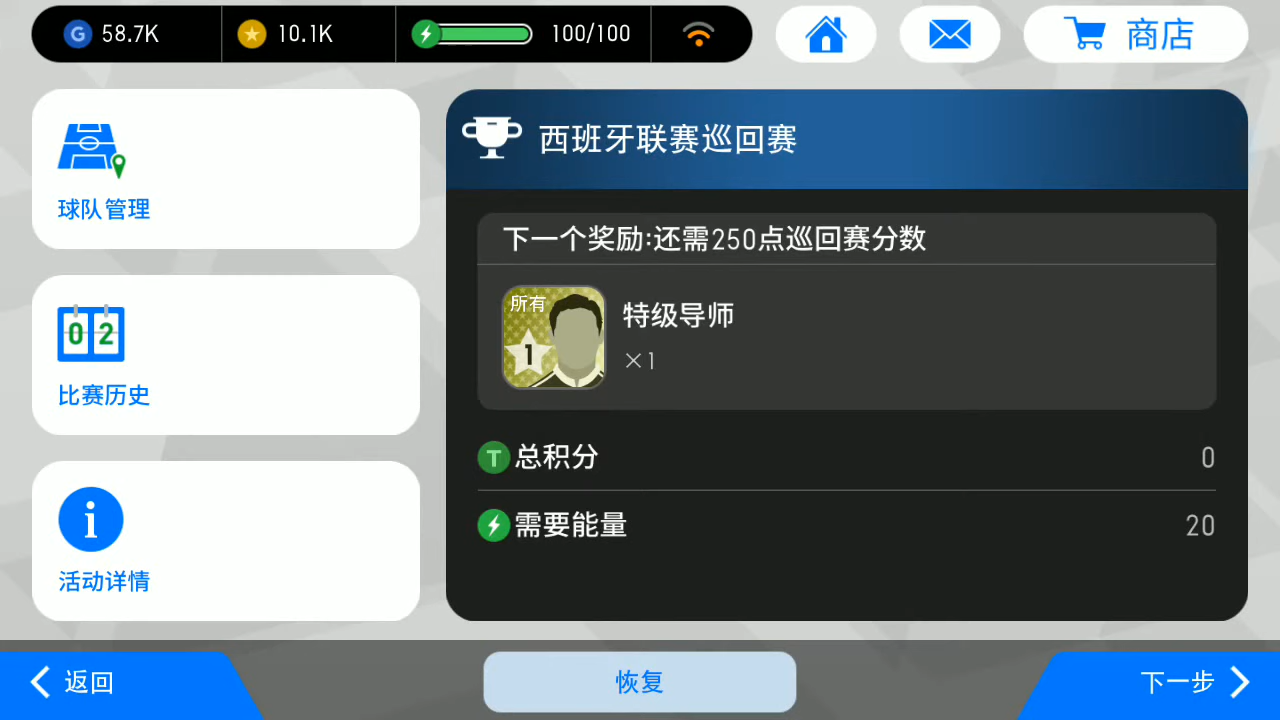 G 58.7K
10.1K
100/100
商店
球队管理
02
比赛历史
i
活动详情
西班牙联赛巡回赛
下一个奖励:还需250点巡回赛分数
所有
1
特级导师
×1
T 总积分 0
需要能量 20
返回
恢复
下一步